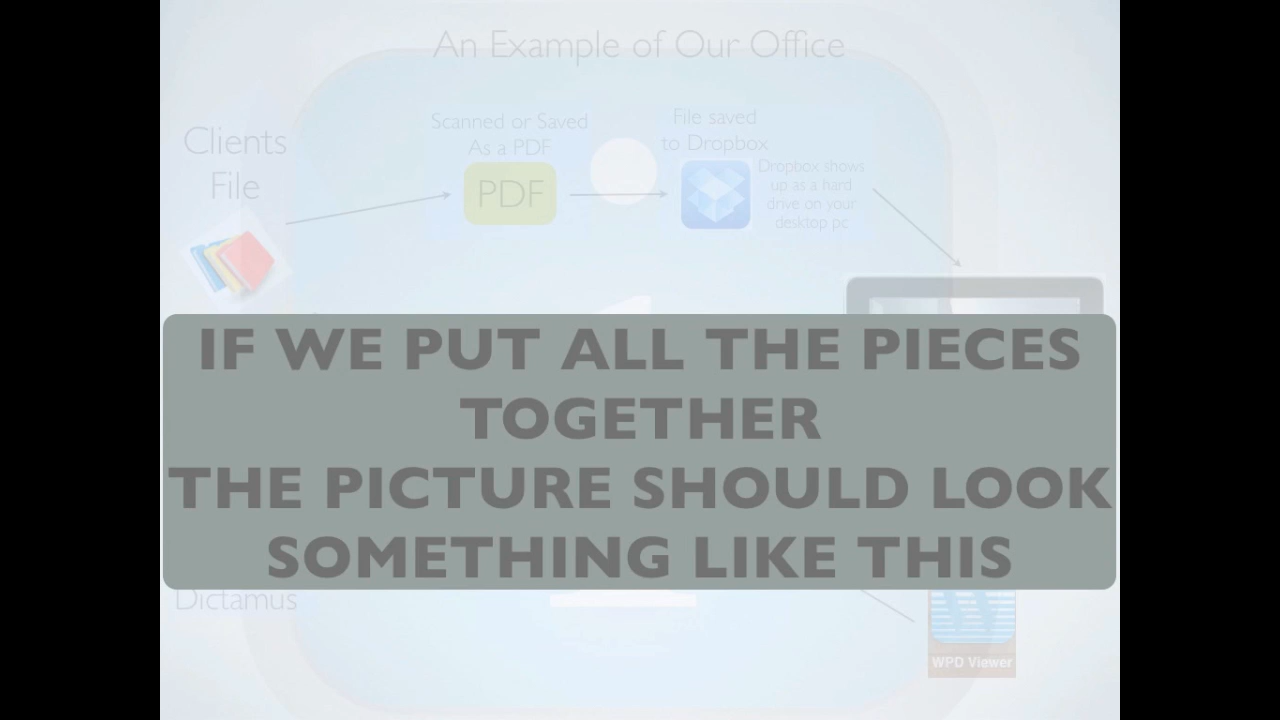 An Example of Our Office
Clients
File
Scanned or Saved
As a PDF
PDF
File saved
to Dropbox
Dropbox shows
up as a hard
drive on your
desktop pc
IF WE PUT ALL THE PIECES
TOGETHER
THE PICTURE SHOULD LOOK
SOMETHING LIKE THIS
Dictamus
WPD Viewer